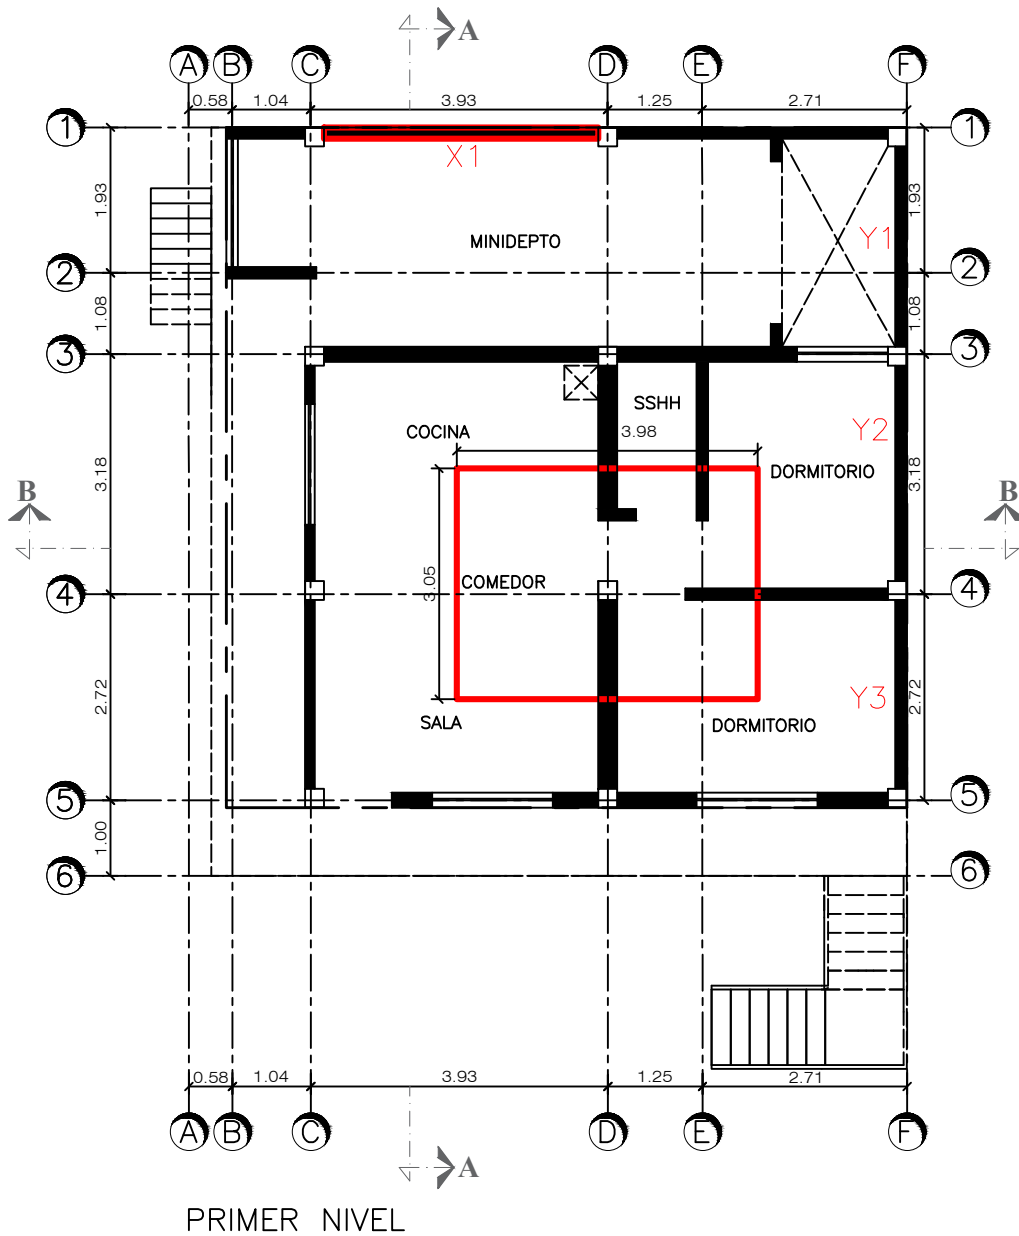 A
A B C D E F
0.58 1.04 3.93 1.25 2.71
1 1
X1
1.93 1.93
Y1
MINIDEPTO
2 2
1.08 1.08
3 3
SSHH
COCINA 3.98 Y2
DORMITORIO
3.18 3.18
B B
COMEDOR
3.05
4 4
2.72 Y3 2.72
SALA DORMITORIO
5 5
1.00
6 6
0.58 1.04 3.93 1.25 2.71
A B C D E F
A
PRIMER NIVEL